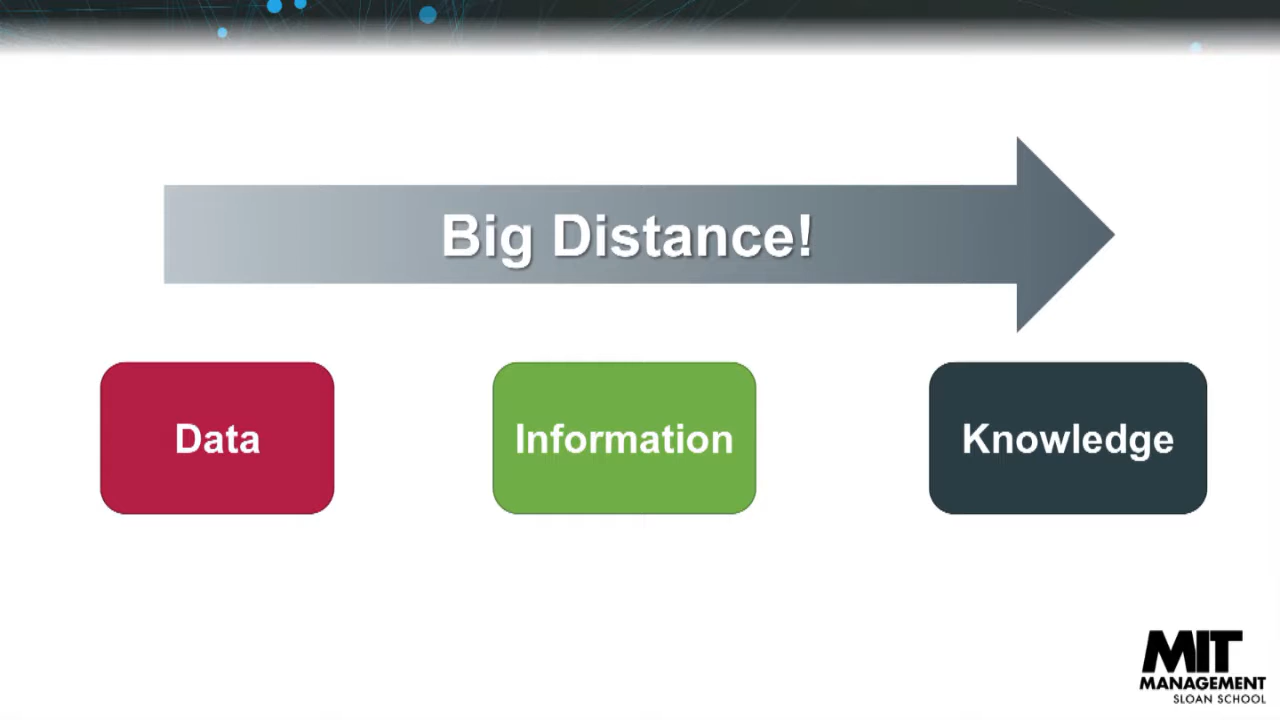 Big Distance!
Data
Information
Knowledge
MIT
MANAGEMENT
SLOAN SCHOOL